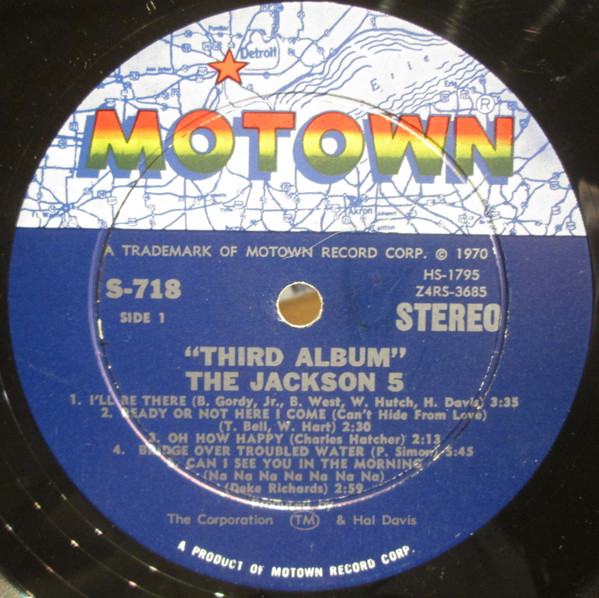 Detroit
Erie
Erie
MOTOWN®
Akron
Canton
A TRADEMARK OF MOTOWN RECORD CORP. © 1970
HS-1795
S-718
Z4RS-3685
SIDE 1
STEREO
"THIRD ALBUM"
THE JACKSON 5
1. I'LL BE THERE (B. Gordy, Jr., B. West, W. Hutch, H. Davis) 3:35
2. READY OR NOT HERE I COME (Can't Hide From Love)
(T. Bell, W. Hart) 2:30
3. OH HOW HAPPY (Charles Hatcher) 2:13
4. BRIDGE OVER TROUBLED WATER (P. Simon) 5:45
5. CAN I SEE YOU IN THE MORNING
(Na Na Na Na Na Na Na)
(Deke Richards) 2:59
Produced by
The Corporation (TM) & Hal Davis
A PRODUCT OF MOTOWN RECORD CORP.